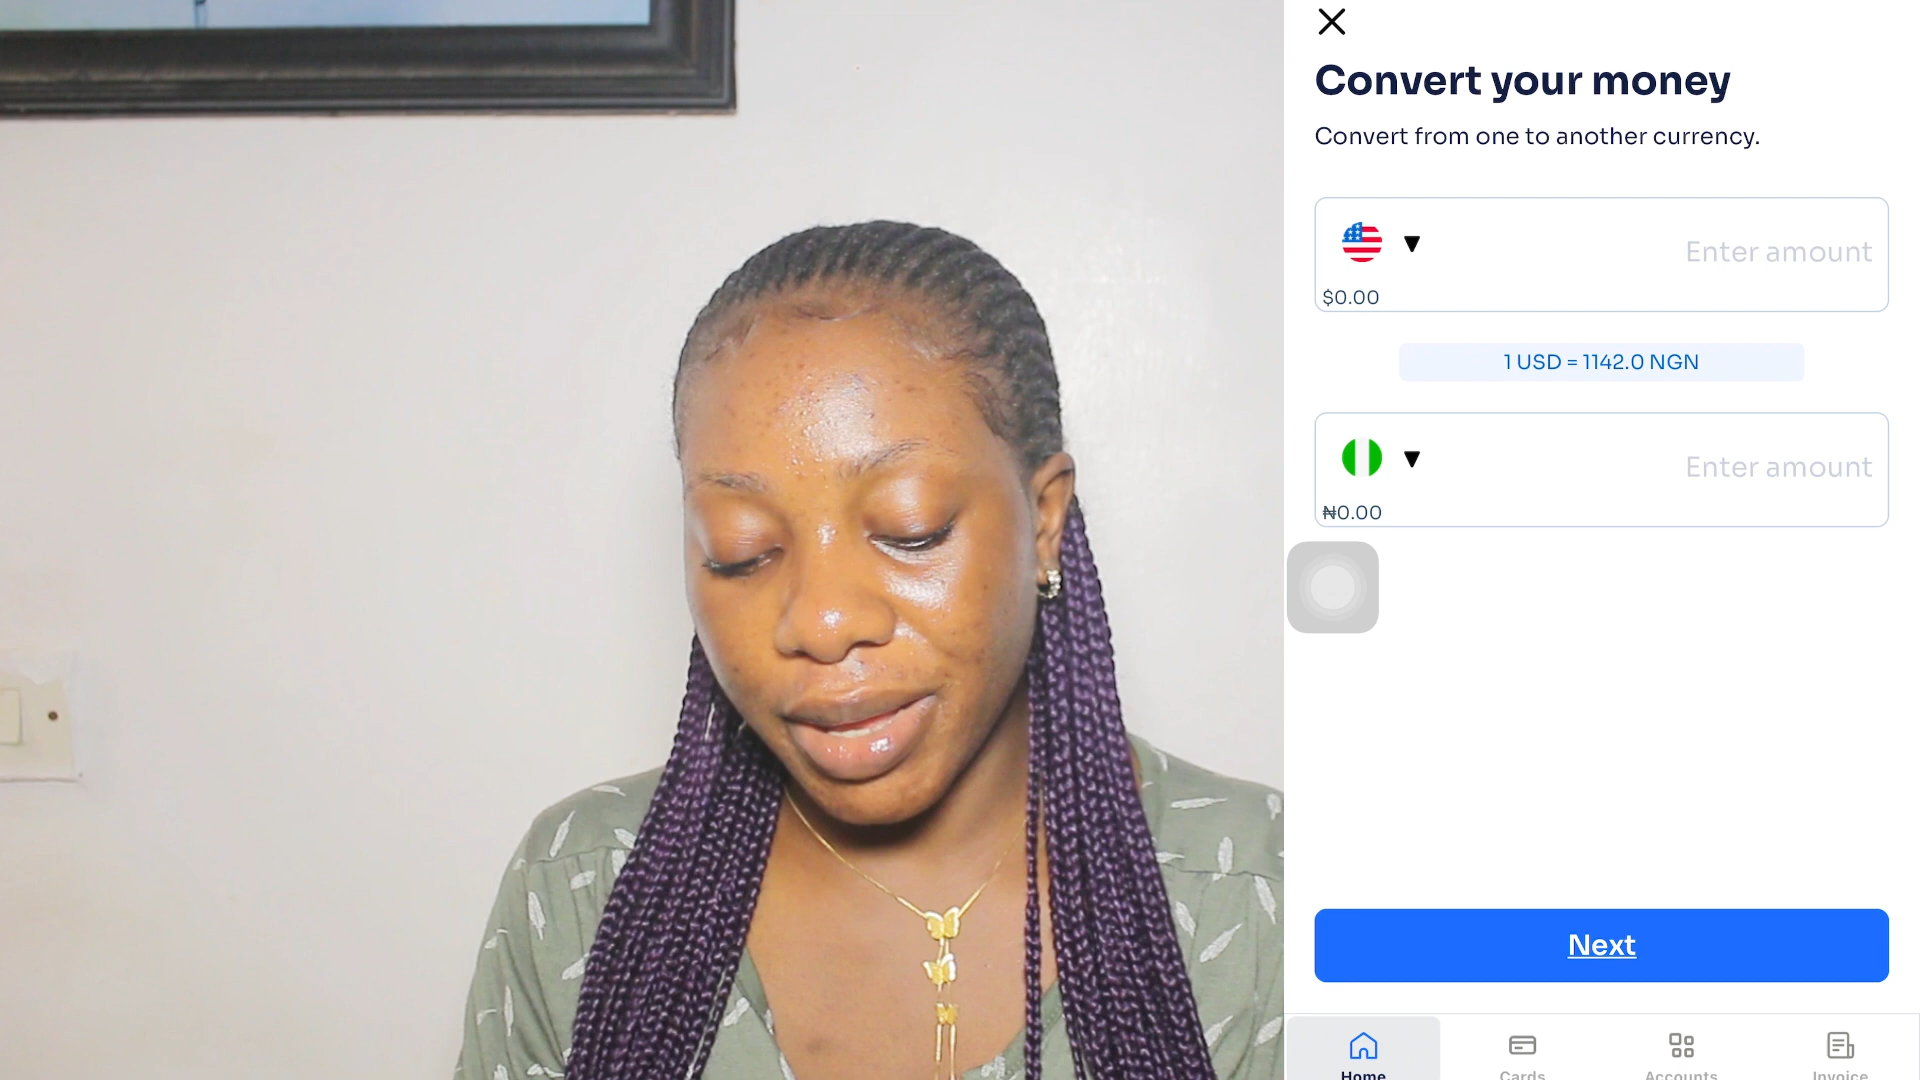 Convert your money
Convert from one to another currency.
Enter amount
$0.00
1 USD = 1142.0 NGN
Enter amount
₦0.00
Next
Home
Cards
Accounts
Invoice